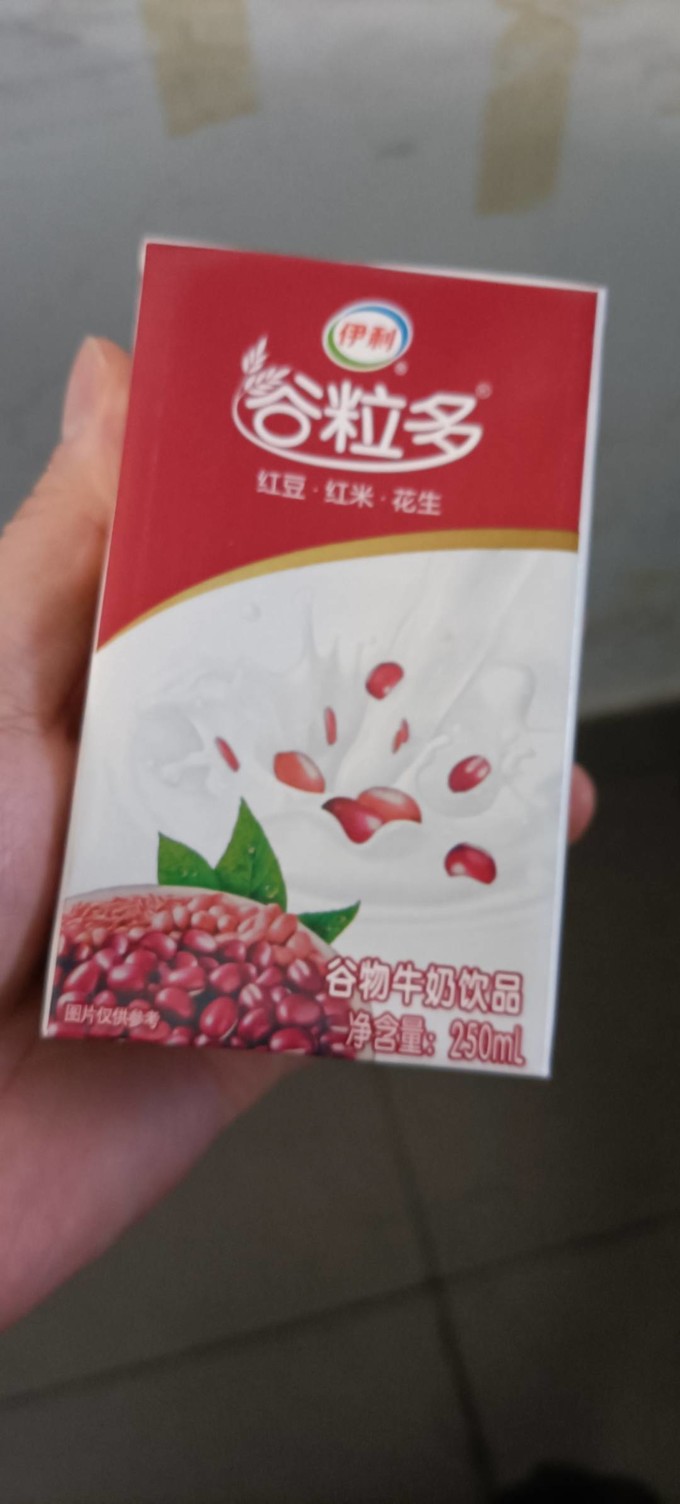 伊利
谷粒多
红豆·红米·花生
谷物牛奶饮品
净含量：250mL
图片仅供参考